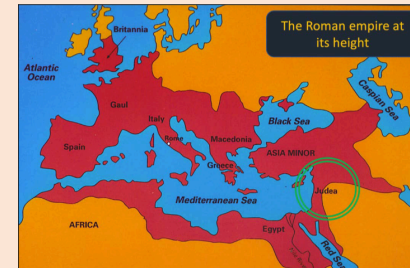 The Roman empire at
its height
Britannia
Atlantic
Ocean
Gaul
Caspian Sea
Italy
Black Sea
Rome
Macedonia
Spain
ASIA MINOR
Greece
Judea
Mediterranean Sea
AFRICA
Egypt
Red Sea